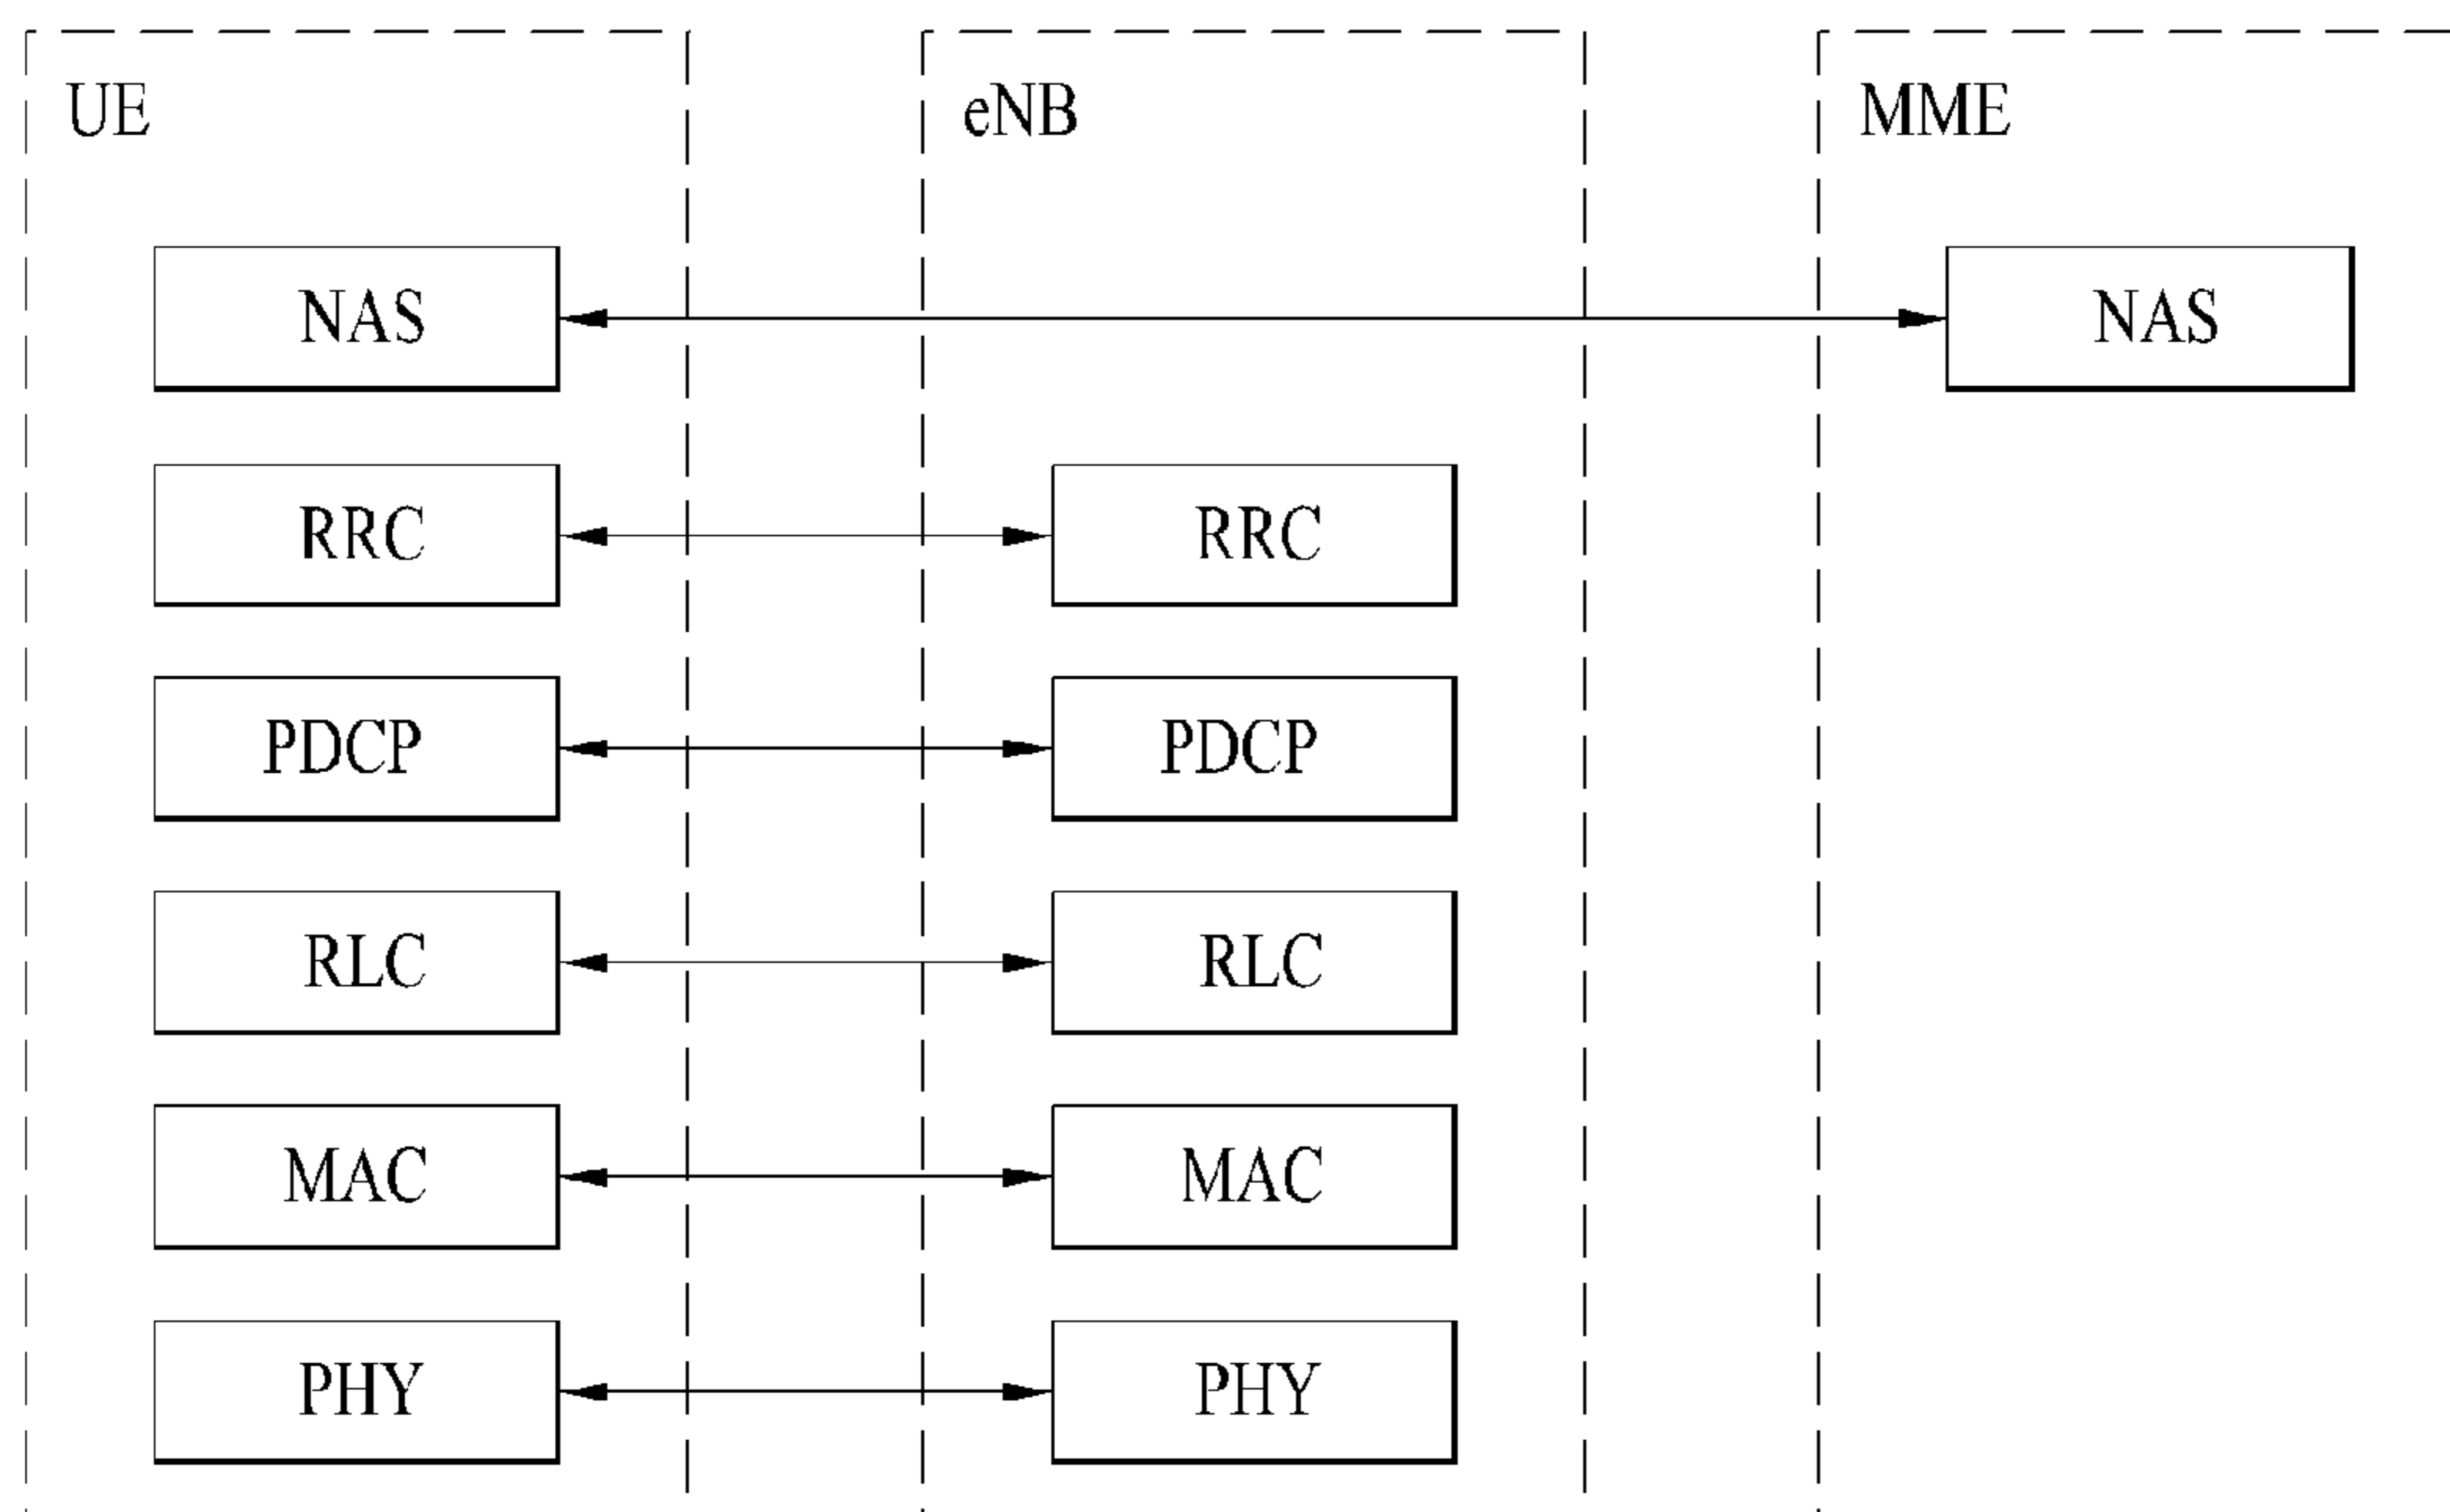 UE eNB MME
NAS NAS
RRC RRC
PDCP PDCP
RLC RLC
MAC MAC
PHY PHY